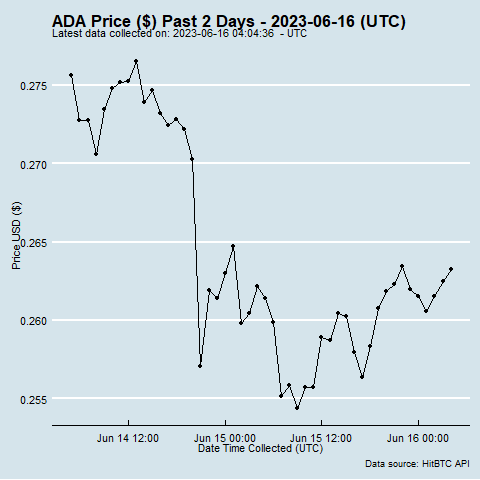 ADA Price ($) Past 2 Days - 2023-06-16 (UTC)
Latest data collected on: 2023-06-16 04:04:36 - UTC
0.275
0.270
0.265
0.260
0.255
Price USD ($)
Jun 14 12:00
Jun 15 00:00
Jun 15 12:00
Jun 16 00:00
Date Time Collected (UTC)
Data source: HitBTC API